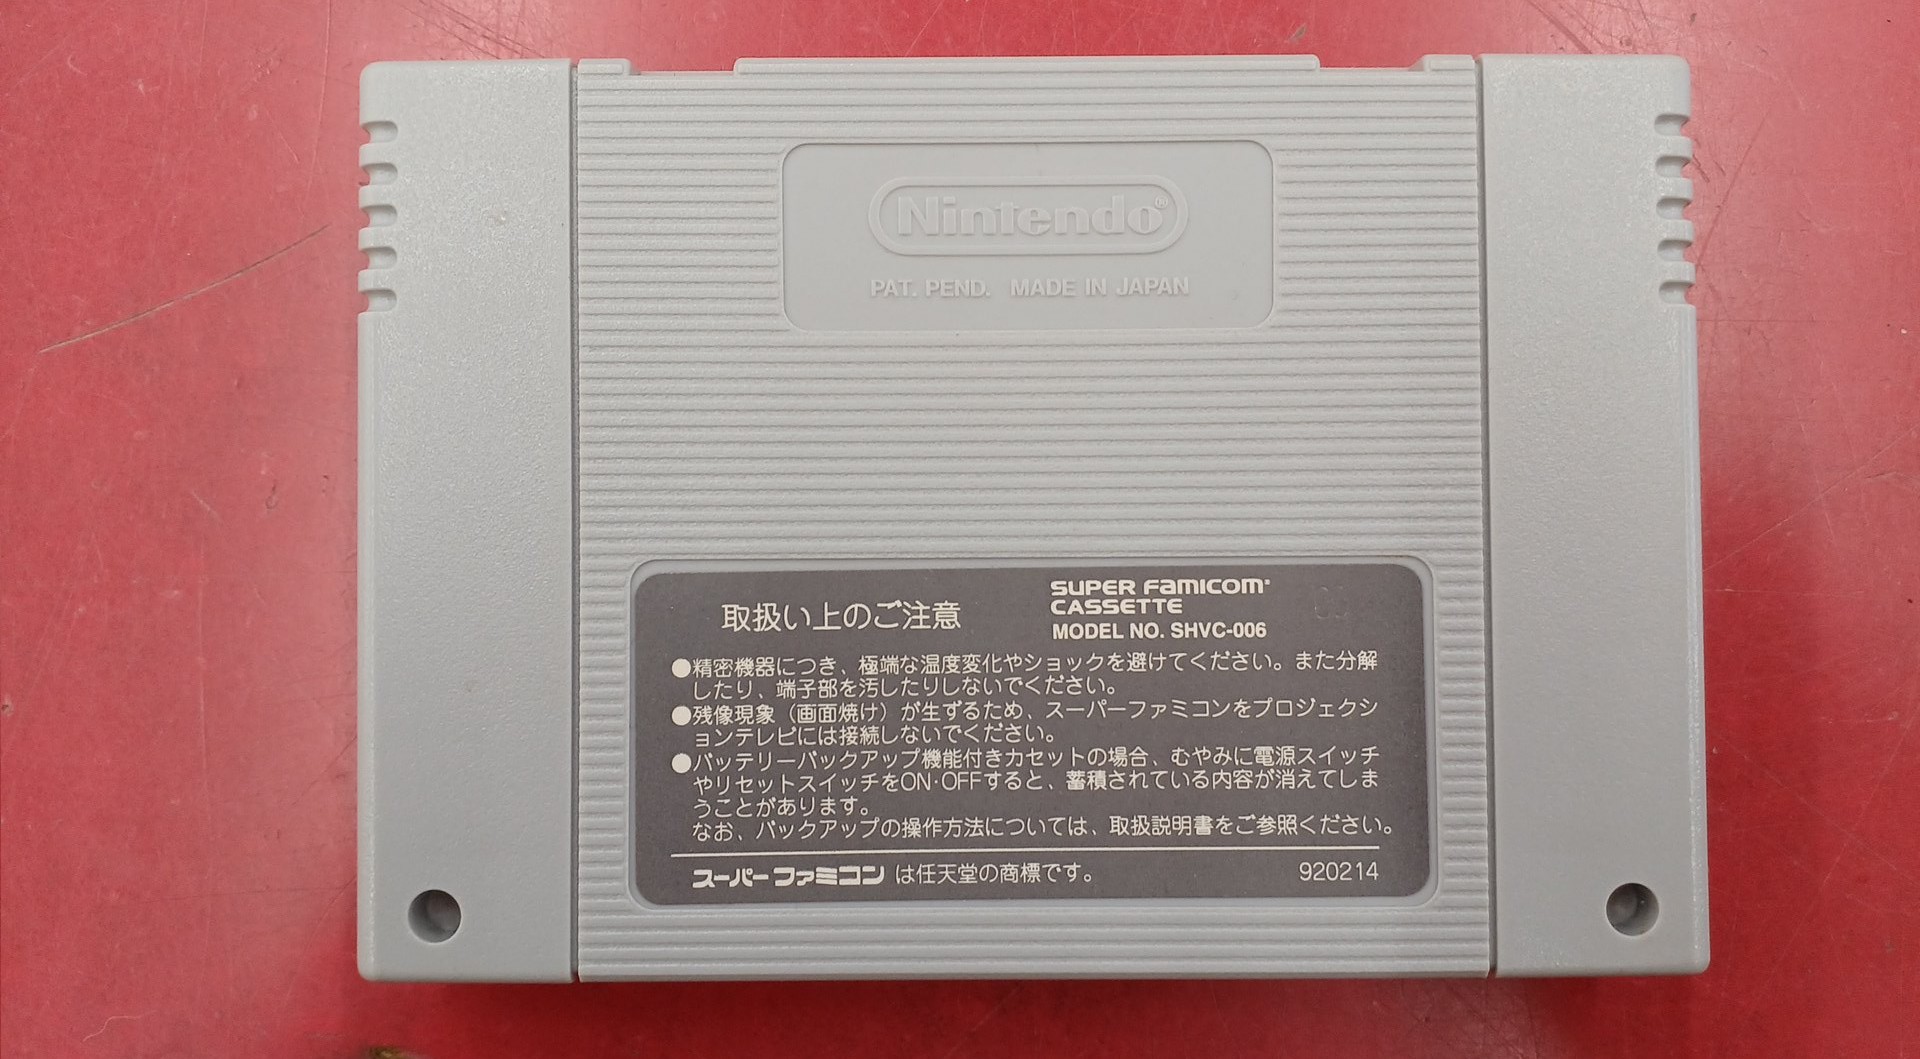 Nintendo®
PAT. PEND. MADE IN JAPAN
取扱い上のご注意
SUPER FAMICOM
CASSETTE
MODEL NO. SHVC-006
●精密機器につき、極端な温度変化やショックを避けてください。また分解
したり、端子部を汚したりしないでください。
●残像現象（画面焼け）が生ずるため、スーパーファミコンをプロジェクシ
ョンテレビには接続しないでください。
●バッテリーバックアップ機能付きカセットの場合、むやみに電源スイッチ
やリセットスイッチをON·OFFすると、蓄積されている内容が消えてしま
うことがあります。
なお、バックアップの操作方法については、取扱説明書をご参照ください。
スーパーファミコンは任天堂の商標です。 920214